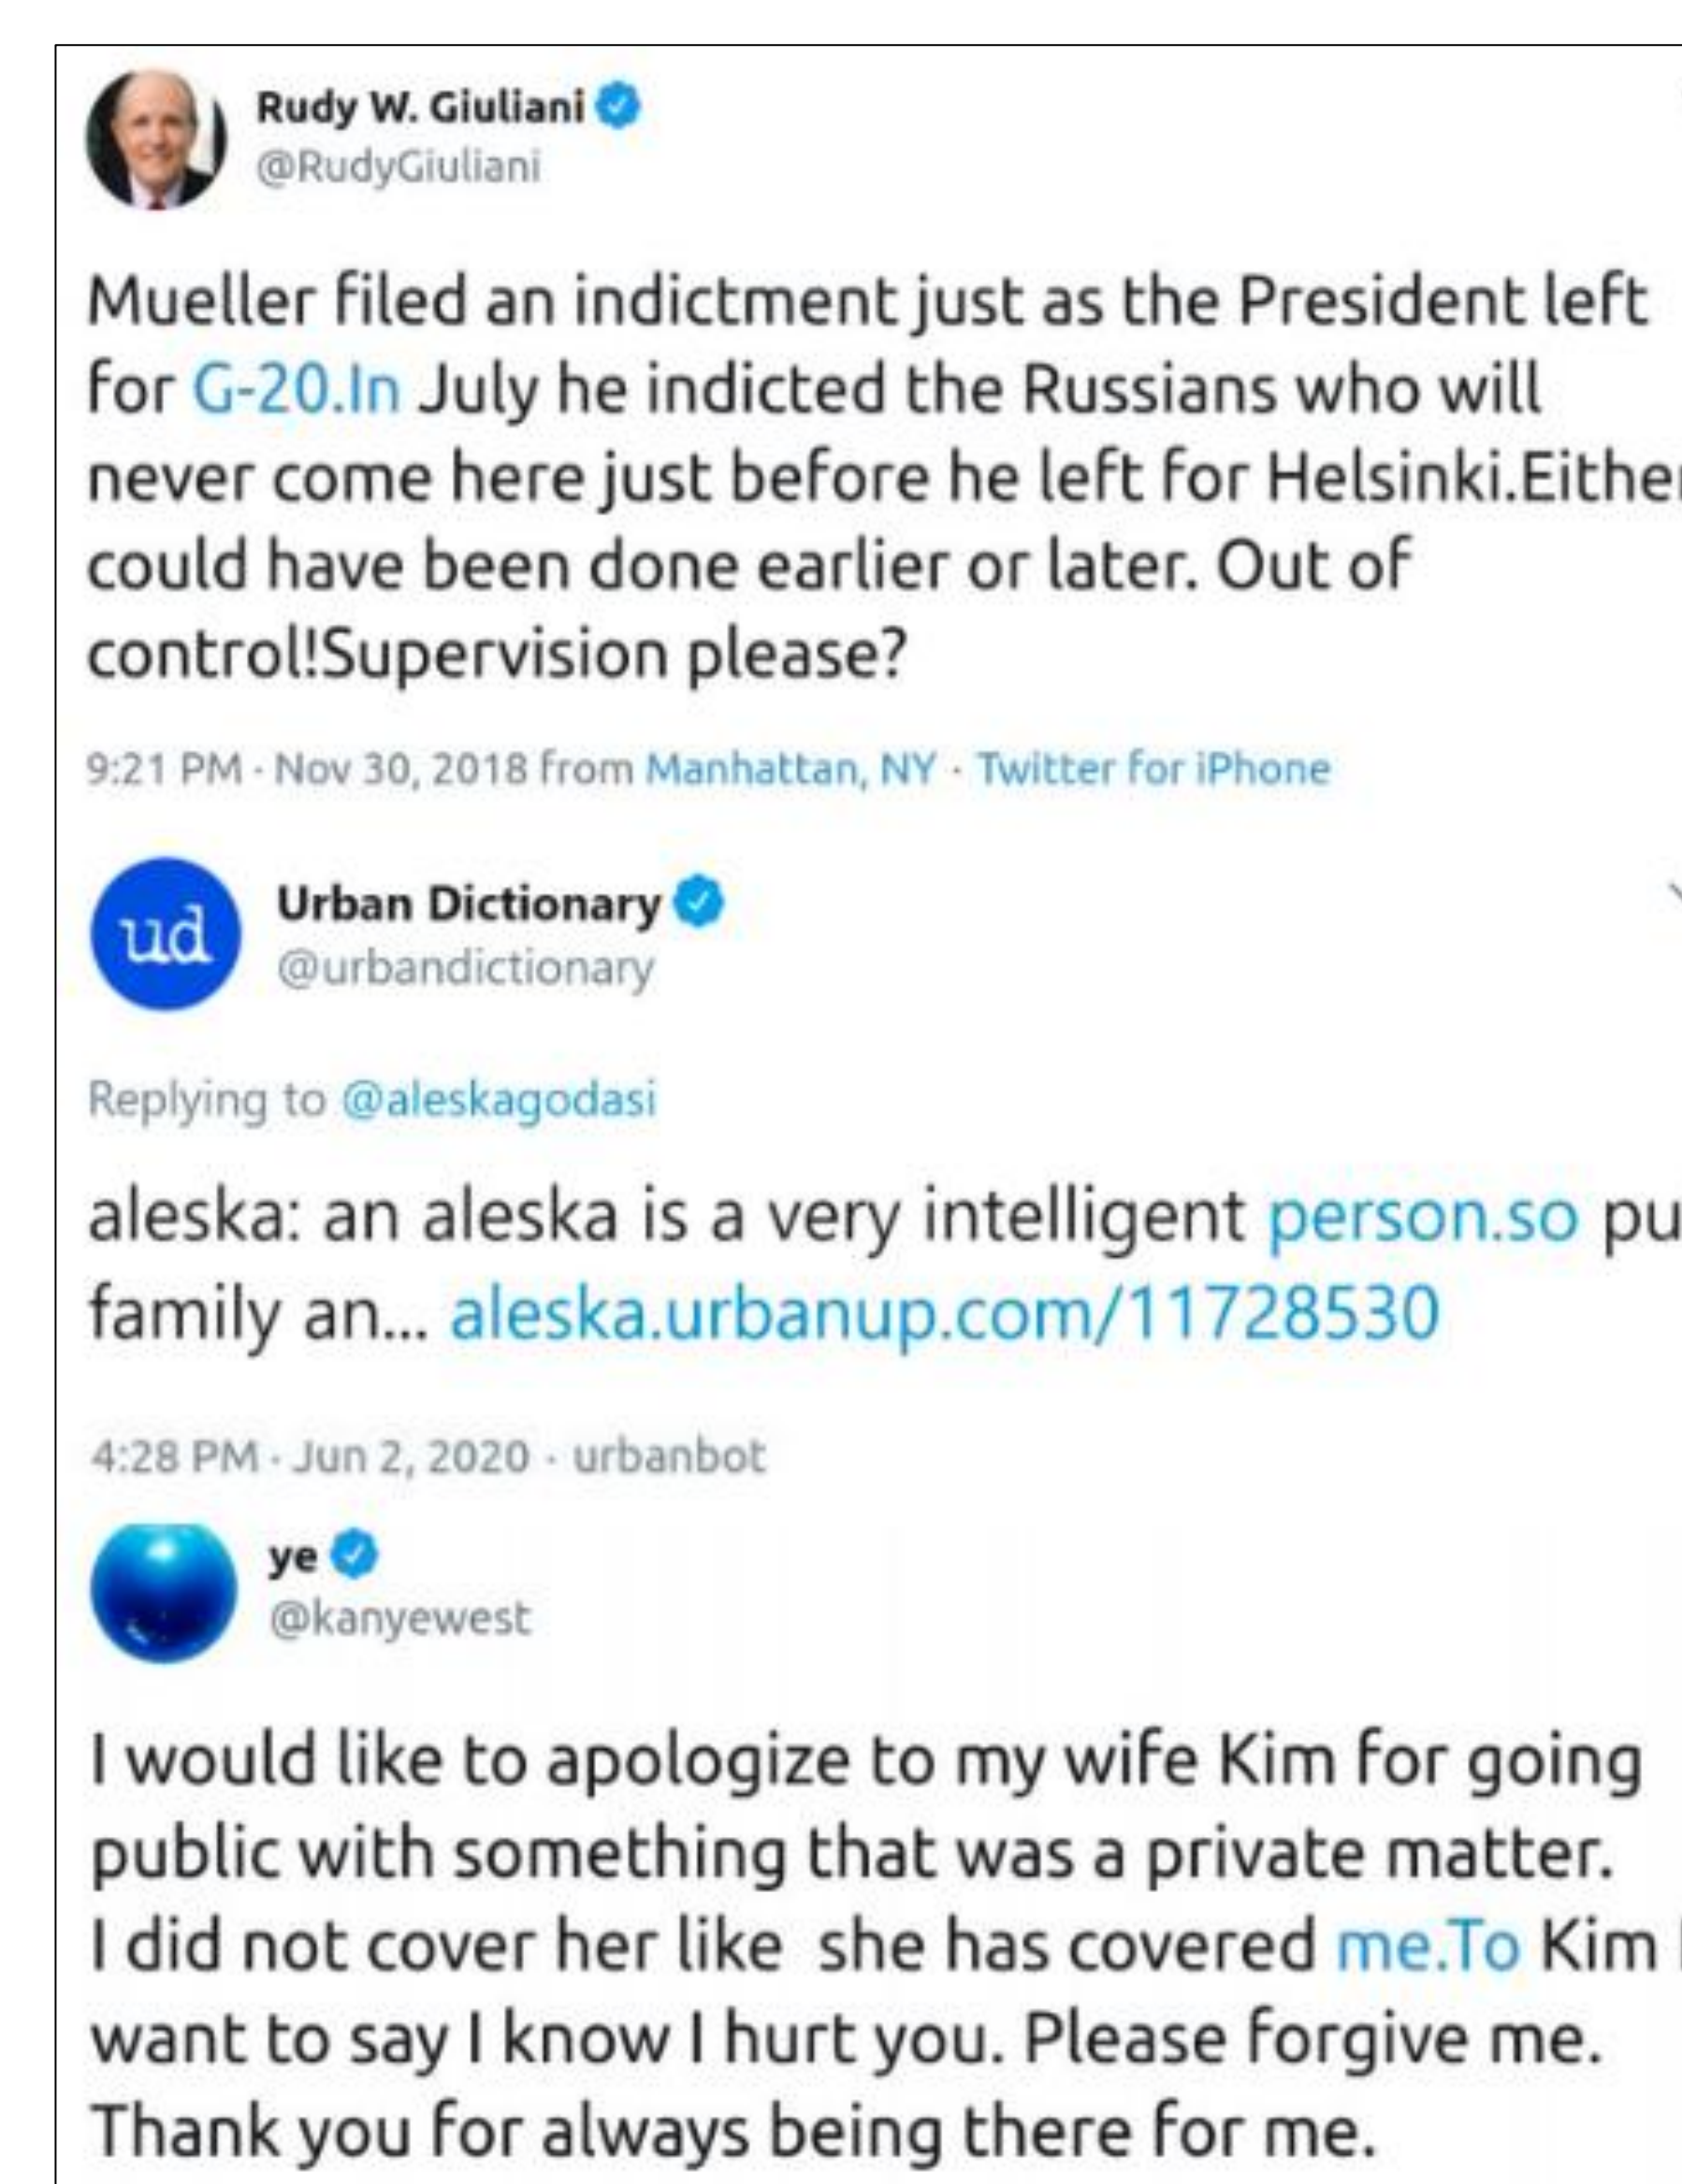 Rudy W. Giuliani
@RudyGiuliani
Mueller filed an indictment just as the President left
for G-20.In July he indicted the Russians who will
never come here just before he left for Helsinki.Either
could have been done earlier or later. Out of
control!Supervision please?
9:21 PM · Nov 30, 2018 from Manhattan, NY · Twitter for iPhone
ud
Urban Dictionary
@urbandictionary
Replying to @aleskagodasi
aleska: an aleska is a very intelligent person.so
family an... aleska.urbanup.com/11728530
4:28 PM · Jun 2, 2020 · urbanbot
ye
@kanyewest
I would like to apologize to my wife Kim for going
public with something that was a private matter.
I did not cover her like she has covered me.To Kim
want to say I know I hurt you. Please forgive me.
Thank you for always being there for me.